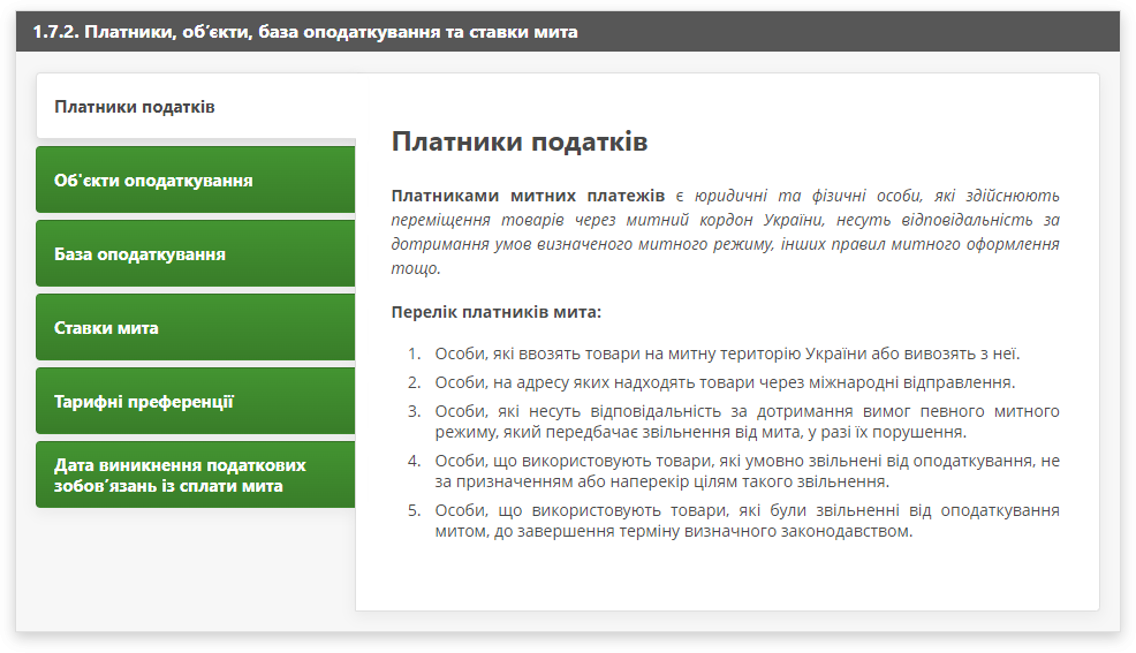 1.7.2. Платники, об’єкти, база оподаткування та ставки мита
Платники податків
Об'єкти оподаткування
База оподаткування
Ставки мита
Тарифні преференції
Дата виникнення податкових
зобов’язань із сплати мита
Платники податків
Платниками митних платежів є юридичні та фізичні особи, які здійснюють
переміщення товарів через митний кордон України, несуть відповідальність за
дотримання умов визначеного митного режиму, інших правил митного оформлення
тощо.
Перелік платників мита:
1. Особи, які ввозять товари на митну територію України або вивозять з неї.
2. Особи, на адресу яких надходять товари через міжнародні відправлення.
3. Особи, які несуть відповідальність за дотримання вимог певного митного
режиму, який передбачає звільнення від мита, у разі їх порушення.
4. Особи, що використовують товари, які умовно звільнені від оподаткування, не
за призначенням або наперекір цілям такого звільнення.
5. Особи, що використовують товари, які були звільненні від оподаткування
митом, до завершення терміну визначного законодавством.